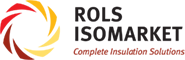 ROLS
ISOMARKET
Complete Insulation Solutions